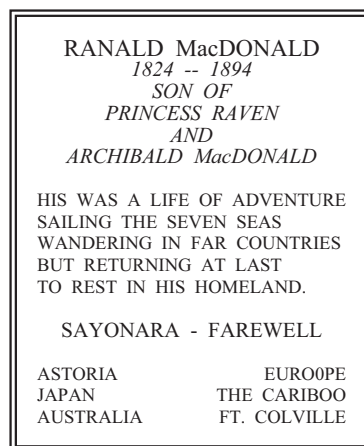 RANALD MacDONALD
1824 -- 1894
SON OF
PRINCESS RAVEN
AND
ARCHIBALD MacDONALD
HIS WAS A LIFE OF ADVENTURE
SAILING THE SEVEN SEAS
WANDERING IN FAR COUNTRIES
BUT RETURNING AT LAST
TO REST IN HIS HOMELAND.
SAYONARA - FAREWELL
ASTORIA EURO0PE
JAPAN THE CARIBOO
AUSTRALIA FT. COLVILLE